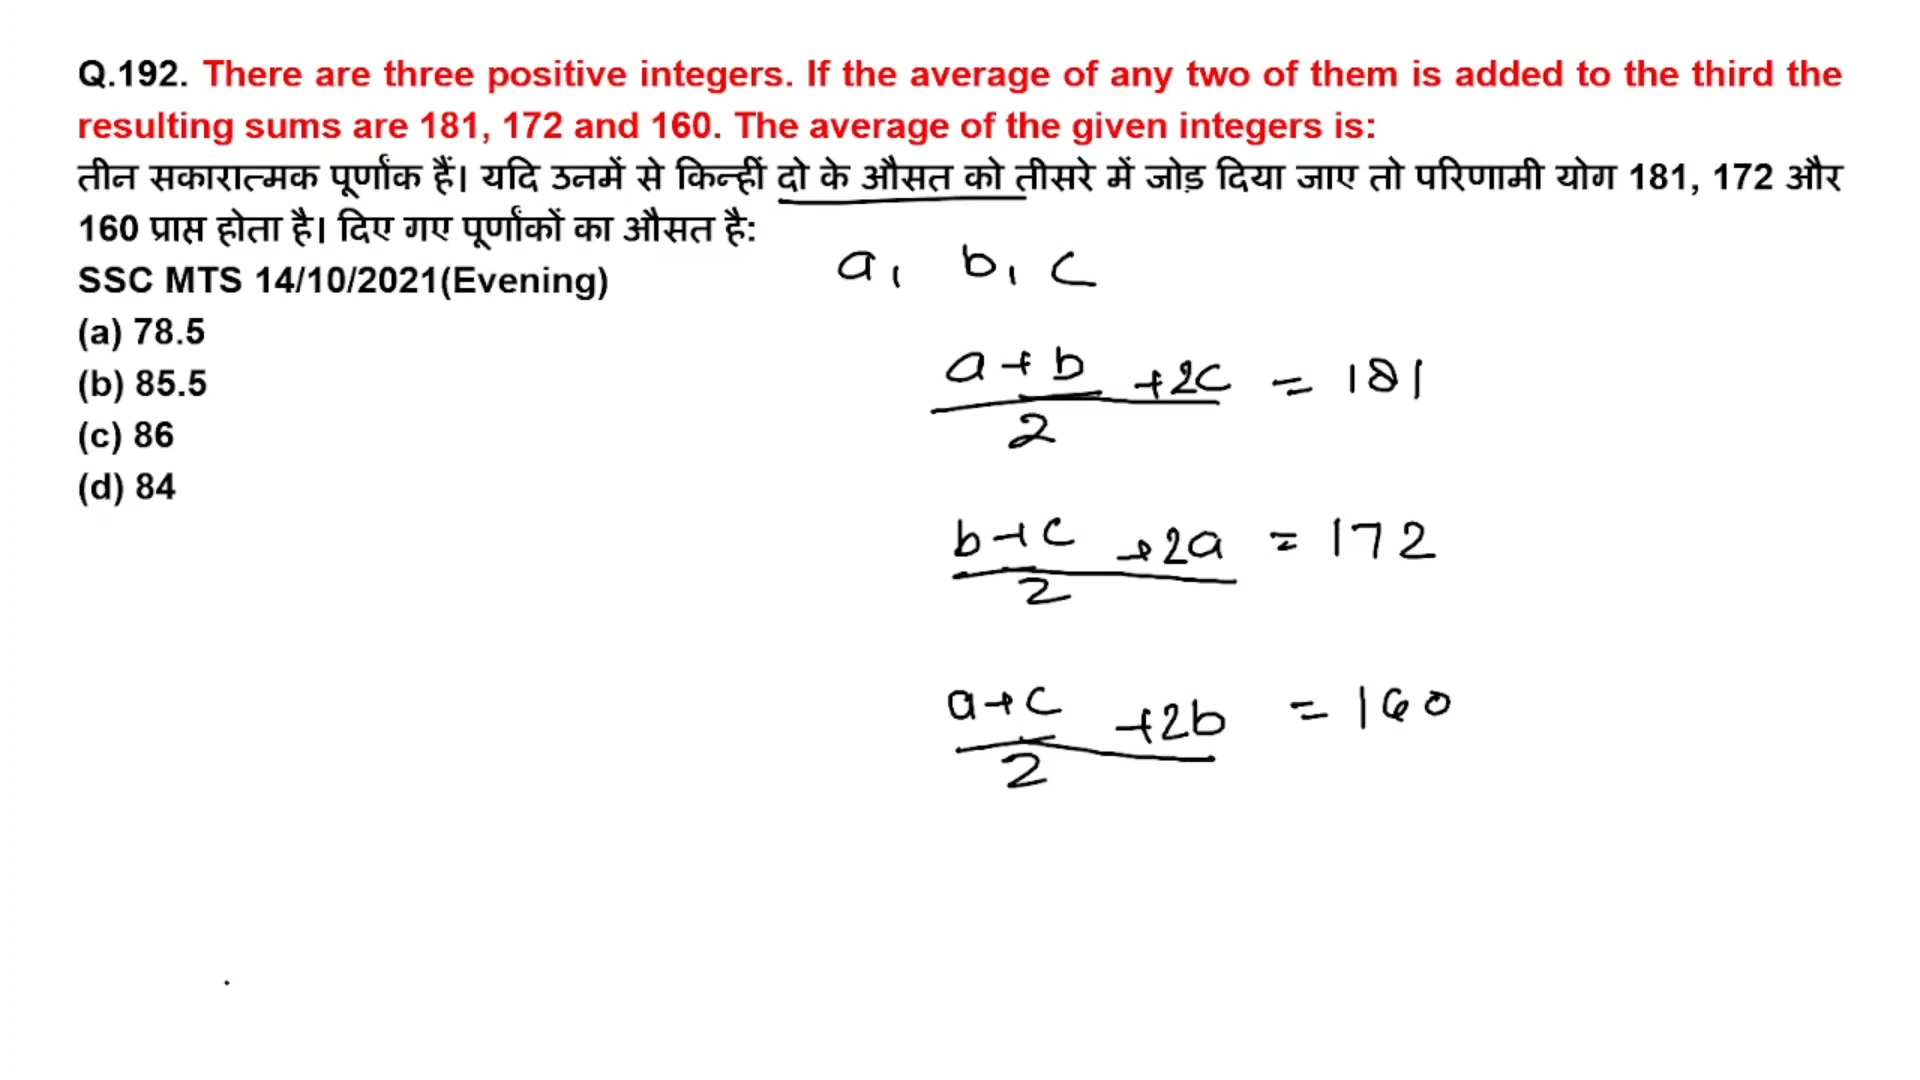 Q.192. There are three positive integers. If the average of any two of them is added to the third the
resulting sums are 181, 172 and 160. The average of the given integers is:
तीन सकारात्मक पूर्णांक हैं। यदि उनमें से किन्हीं दो के औसत को तीसरे में जोड़ दिया जाए तो परिणामी योग 181, 172 और
160 प्राप्त होता है। दिए गए पूर्णांकों का औसत है:
a, b, c
SSC MTS 14/10/2021(Evening)
(a) 78.5
(b) 85.5
(c) 86
(d) 84
a+b +2c = 181
2
b+c +2a = 172
2
a+c +2b = 160
2